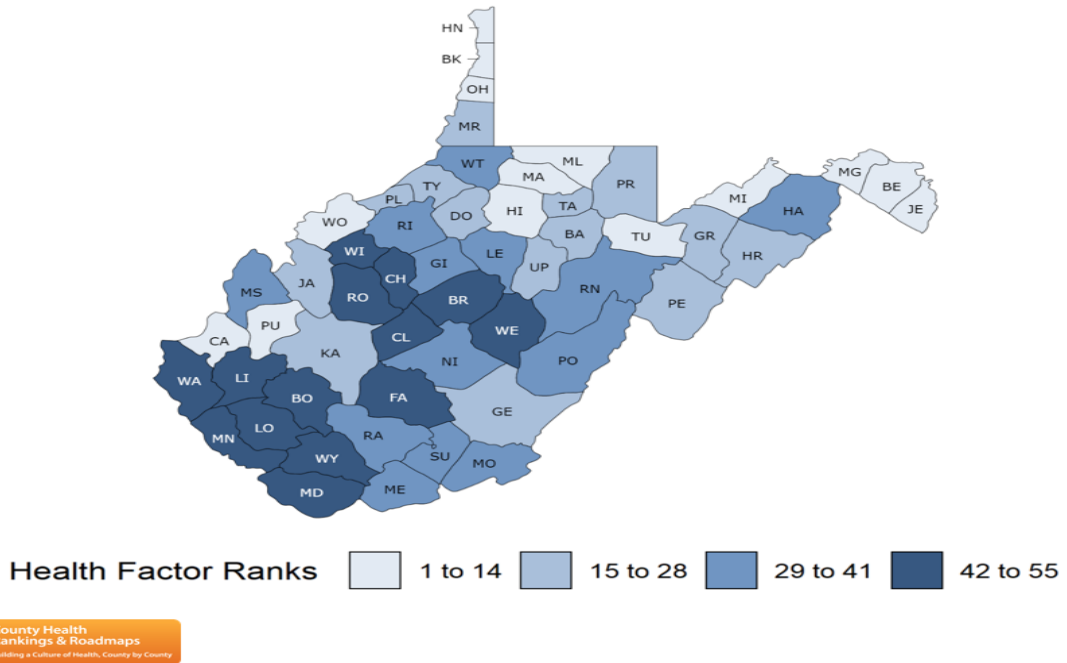 HN
BK
OH
MR
WT
ML
MA
PR
TY
PL
DO
HI
TA
WO
RI
BA
TU
MI
MG
BE
JE
HA
GR
HR
WI
CH
GI
LE
UP
RN
PE
MS
JA
RO
BR
CA
PU
KA
CL
WE
NI
PO
WA
LI
BO
FA
GE
MN
LO
RA
SU
MO
WY
MD
ME
Health Factor Ranks 1 to 14 15 to 28 29 to 41 42 to 55
ounty Health
ankings & Roadmaps
ilding a Culture of Health, County by County